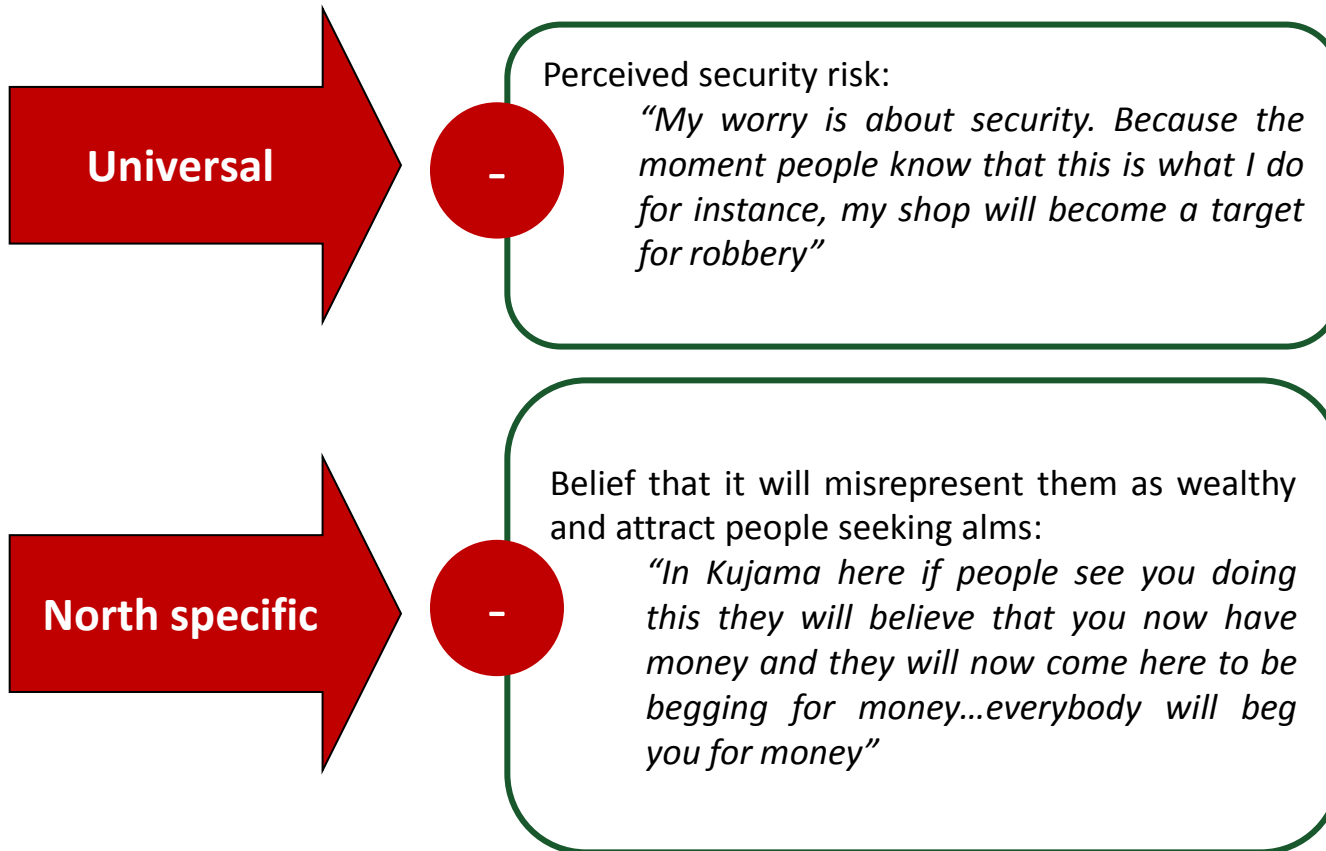 Universal
-
Perceived security risk:
“My worry is about security. Because the
moment people know that this is what I do
for instance, my shop will become a target
for robbery”
North specific
-
Belief that it will misrepresent them as wealthy
and attract people seeking alms:
“In Kujama here if people see you doing
this they will believe that you now have
money and they will now come here to be
begging for money...everybody will beg
you for money”